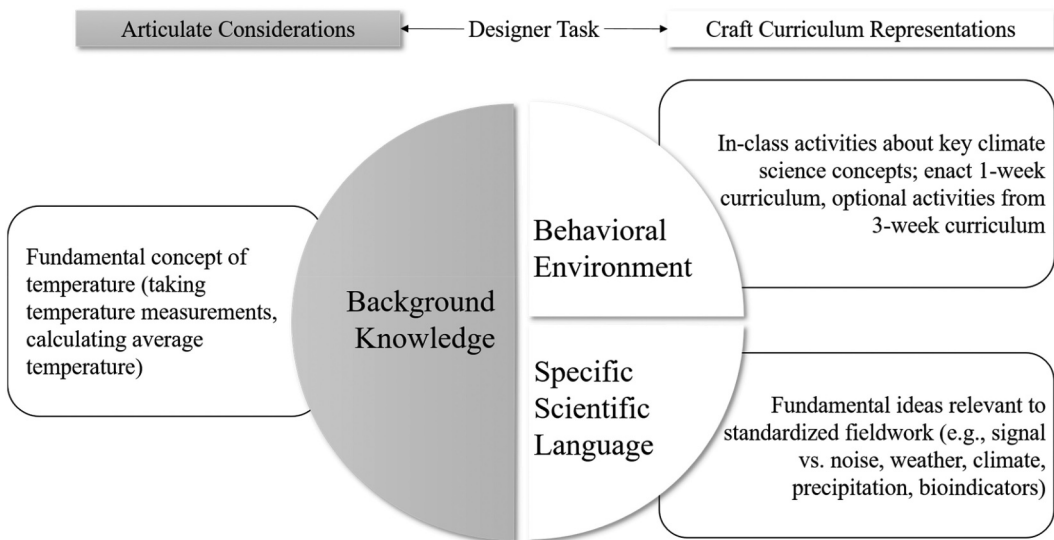 Articulate Considerations
Designer Task
Craft Curriculum Representations
In-class activities about key climate
science concepts; enact 1-week
curriculum, optional activities from
3-week curriculum
Behavioral
Environment
Fundamental concept of
temperature (taking
temperature measurements,
calculating average
temperature)
Background
Knowledge
Specific
Scientific
Language
Fundamental ideas relevant to
standardized fieldwork (e.g., signal
vs. noise, weather, climate,
precipitation, bioindicators)